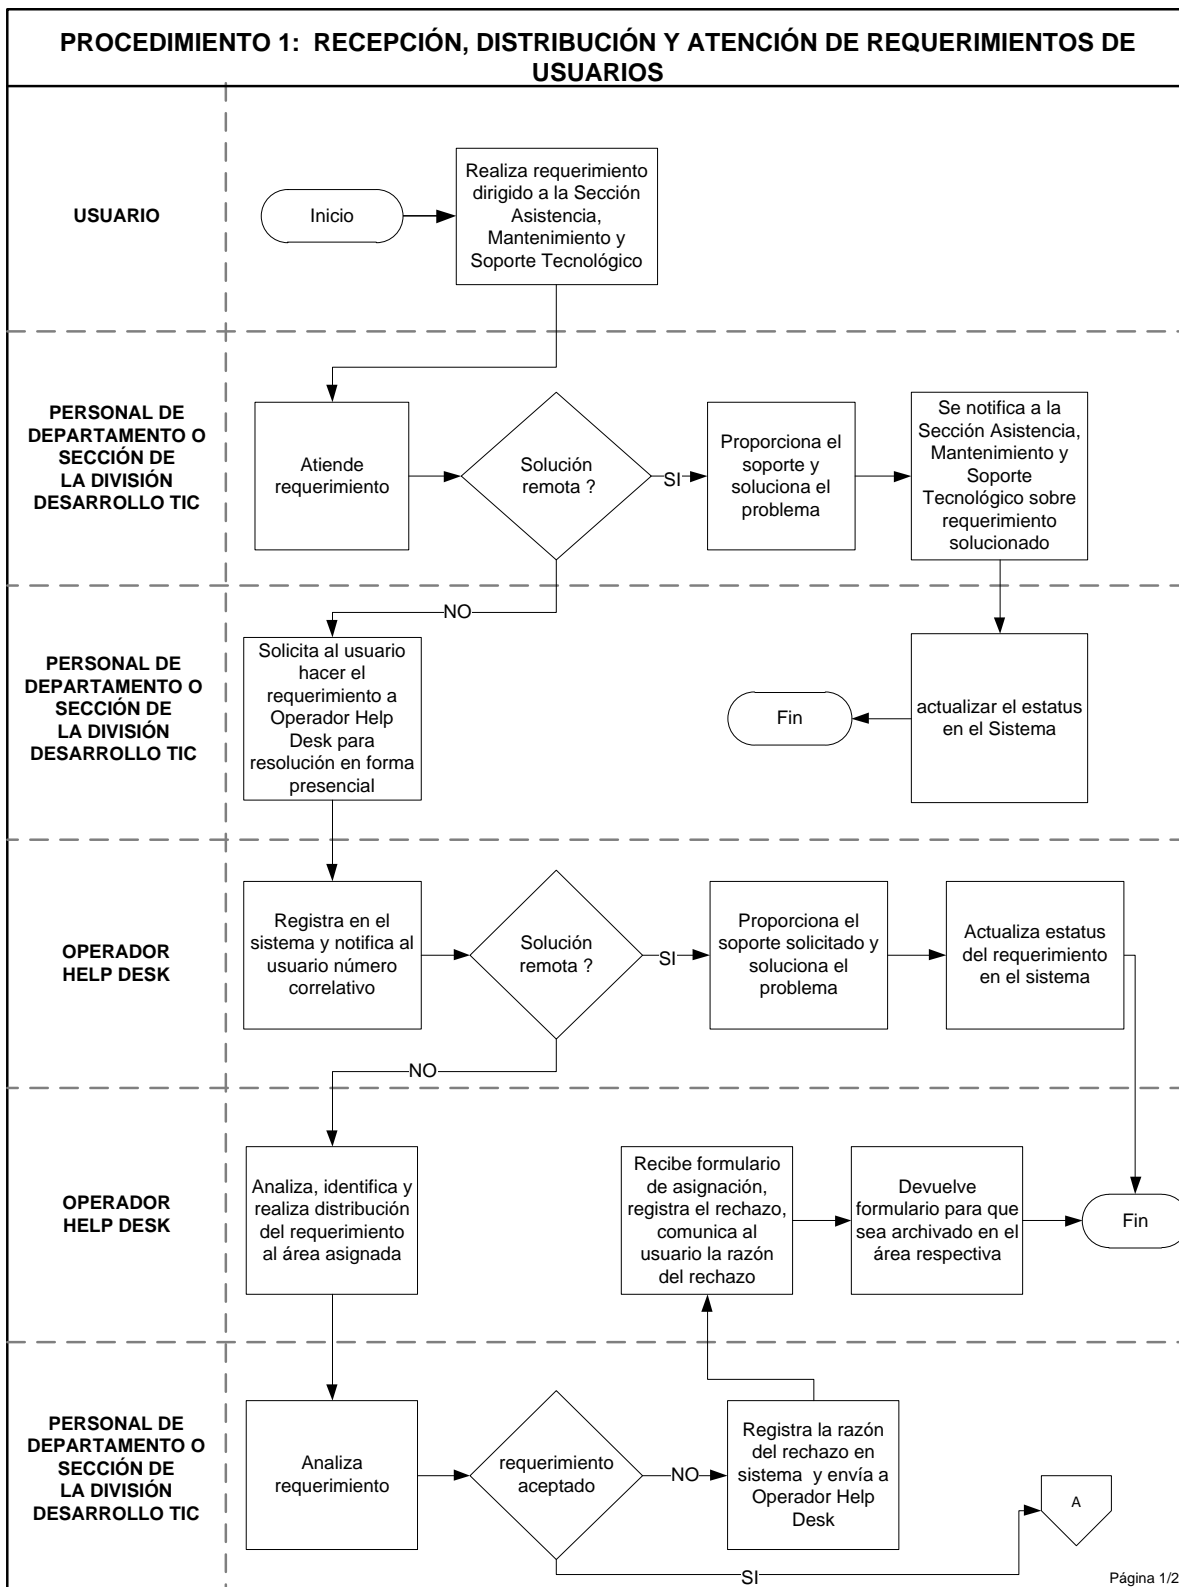 PROCEDIMIENTO 1:  RECEPCIÓN, DISTRIBUCIÓN Y ATENCIÓN DE REQUERIMIENTOS DE
USUARIOS
USUARIO
Inicio
Realiza requerimiento
dirigido a la Sección
Asistencia,
Mantenimiento y
Soporte Tecnológico
PERSONAL DE
DEPARTAMENTO O
SECCIÓN DE
LA DIVISIÓN
DESARROLLO TIC
Atiende
requerimiento
Solución
remota ?
SI
Proporciona el
soporte y
soluciona el
problema
Se notifica a la
Sección Asistencia,
Mantenimiento y
Soporte
Tecnológico sobre
requerimiento
solucionado
NO
PERSONAL DE
DEPARTAMENTO O
SECCIÓN DE
LA DIVISIÓN
DESARROLLO TIC
Solicita al usuario
hacer el
requerimiento a
Operador Help
Desk para
resolución en forma
presencial
Fin
actualizar el estatus
en el Sistema
OPERADOR
HELP DESK
Registra en el
sistema y notifica al
usuario número
correlativo
Solución
remota ?
SI
Proporciona el
soporte solicitado y
soluciona el
problema
Actualiza estatus
del requerimiento
en el sistema
NO
OPERADOR
HELP DESK
Analiza, identifica y
realiza distribución
del requerimiento
al área asignada
Recibe formulario
de asignación,
registra el rechazo,
comunica al
usuario la razón
del rechazo
Devuelve
formulario para que
sea archivado en el
área respectiva
Fin
PERSONAL DE
DEPARTAMENTO O
SECCIÓN DE
LA DIVISIÓN
DESARROLLO TIC
Analiza
requerimiento
requerimiento
aceptado
NO
Registra la razón
del rechazo en
sistema  y envía a
Operador Help
Desk
A
SI
Página 1/2